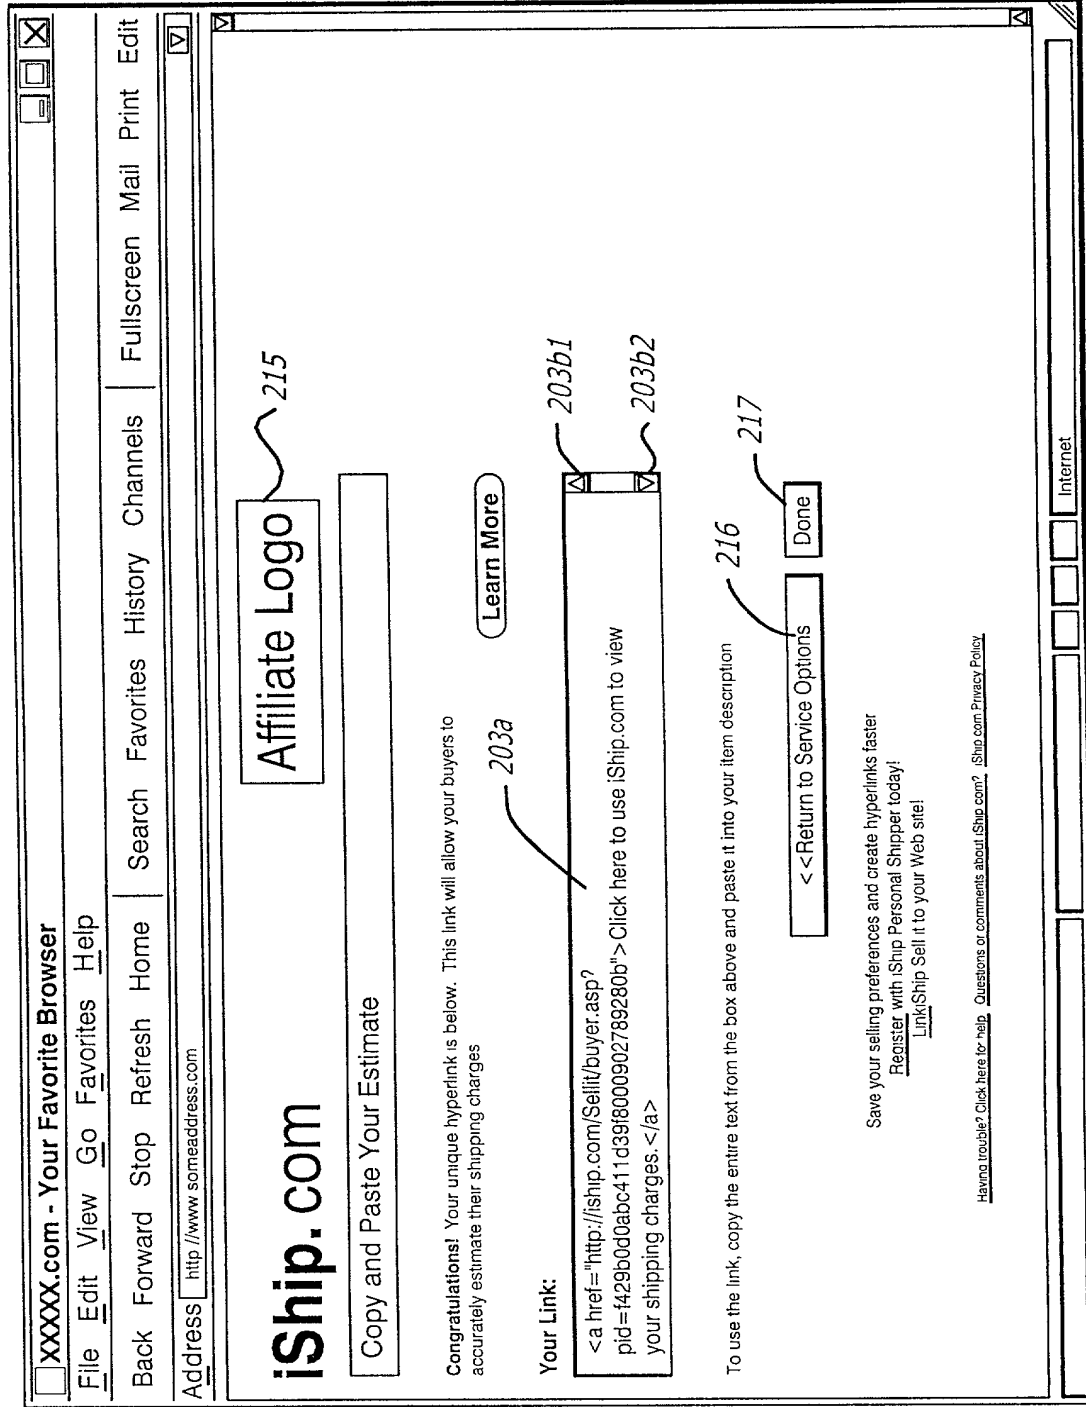 XXXXX.com - Your Favorite Browser
File Edit View Go Favorites Help
Back Forward Stop Refresh Home Search Favorites History Channels Fullscreen Mail Print Edit
Address http //www someaddress.com
iShip.com
Affiliate Logo
215
Copy and Paste Your Estimate
Congratulations! Your unique hyperlink is below. This link will allow your buyers to
accurately estimate their shipping charges
Learn More
203a
Your Link:
203b1
<a href="http://iship.com/Sellit/buyer.asp?
pid=f429b0d0abc411d39f8000902789280b">Click here to use iShip.com to view
your shipping charges.</a>
203b2
To use the link, copy the entire text from the box above and paste it into your item description
216
217
<<Return to Service Options
Done
Save your selling preferences and create hyperlinks faster
Register with iShip Personal Shipper today!
LinkiShip Sell it to your Web site!
Having trouble? Click here for help Questions or comments about iShip com? iShip com Privacy Policy
Internet